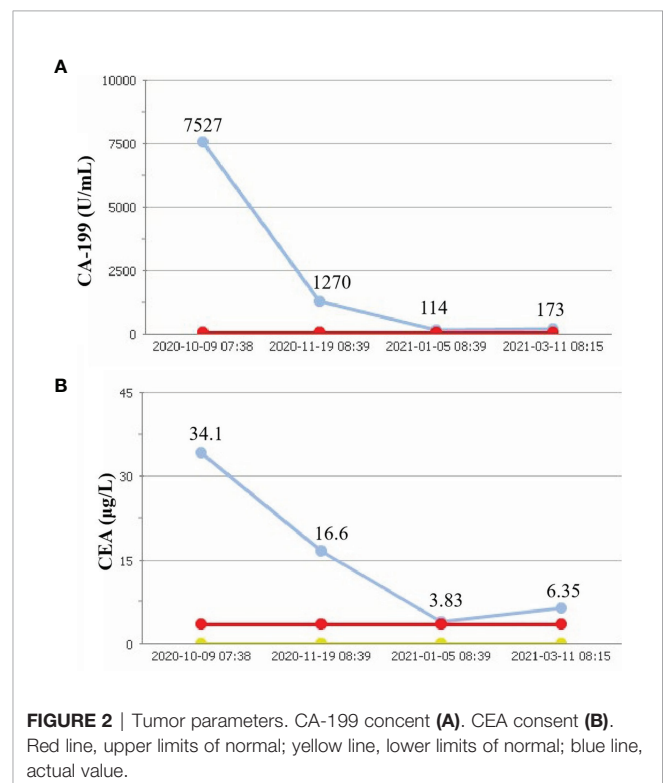 A
10000
7500
5000
2500
0
CA-199 (U/mL)
7527
1270
114
173
2020-10-09 07:38 2020-11-19 08:39 2021-01-05 08:39 2021-03-11 08:15
B
45
30
15
0
CEA (µg/L)
34.1
16.6
3.83
6.35
2020-10-09 07:38 2020-11-19 08:39 2021-01-05 08:39 2021-03-11 08:15
FIGURE 2 | Tumor parameters. CA-199 concent (A). CEA consent (B).
Red line, upper limits of normal; yellow line, lower limits of normal; blue line,
actual value.